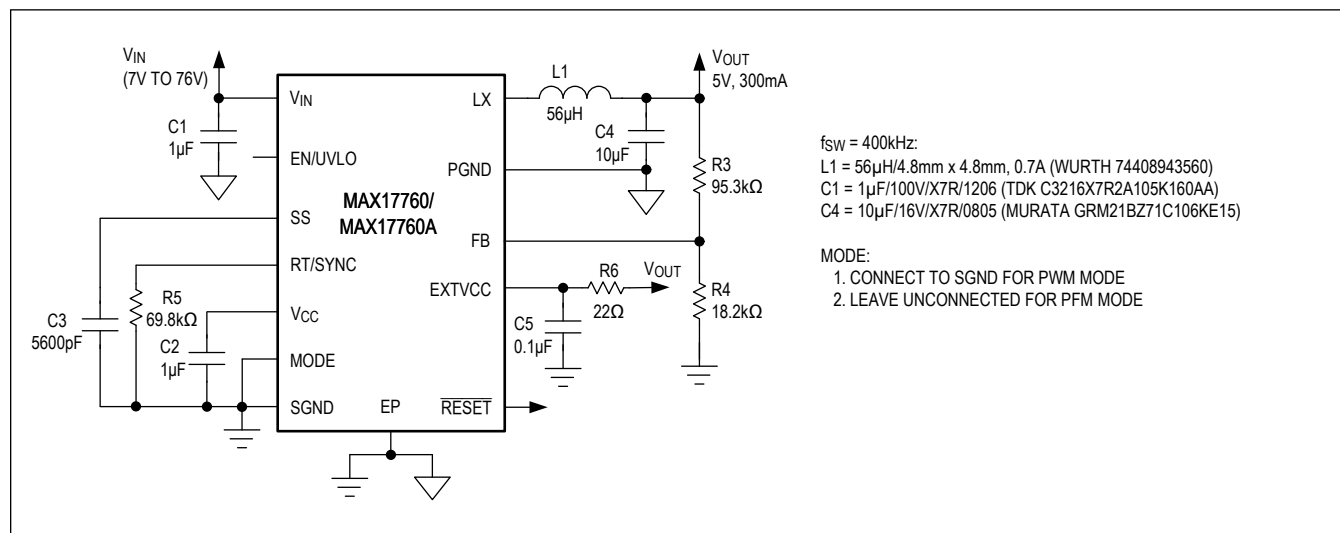 VIN
(7V TO 76V)
C1
1µF
VIN
EN/UVLO
SS
RT/SYNC
VCC
MODE
SGND
EP
MAX17760/
MAX17760A
LX
PGND
FB
EXTVCC
RESET
C3
5600pF
R5
69.8kΩ
C2
1µF
L1
56µH
C4
10µF
VOUT
5V, 300mA
R3
95.3kΩ
R4
18.2kΩ
R6
22Ω
VOUT
C5
0.1µF
fSW = 400kHz:
L1 = 56µH/4.8mm x 4.8mm, 0.7A (WURTH 74408943560)
C1 = 1µF/100V/X7R/1206 (TDK C3216X7R2A105K160AA)
C4 = 10µF/16V/X7R/0805 (MURATA GRM21BZ71C106KE15)
MODE:
1. CONNECT TO SGND FOR PWM MODE
2. LEAVE UNCONNECTED FOR PFM MODE